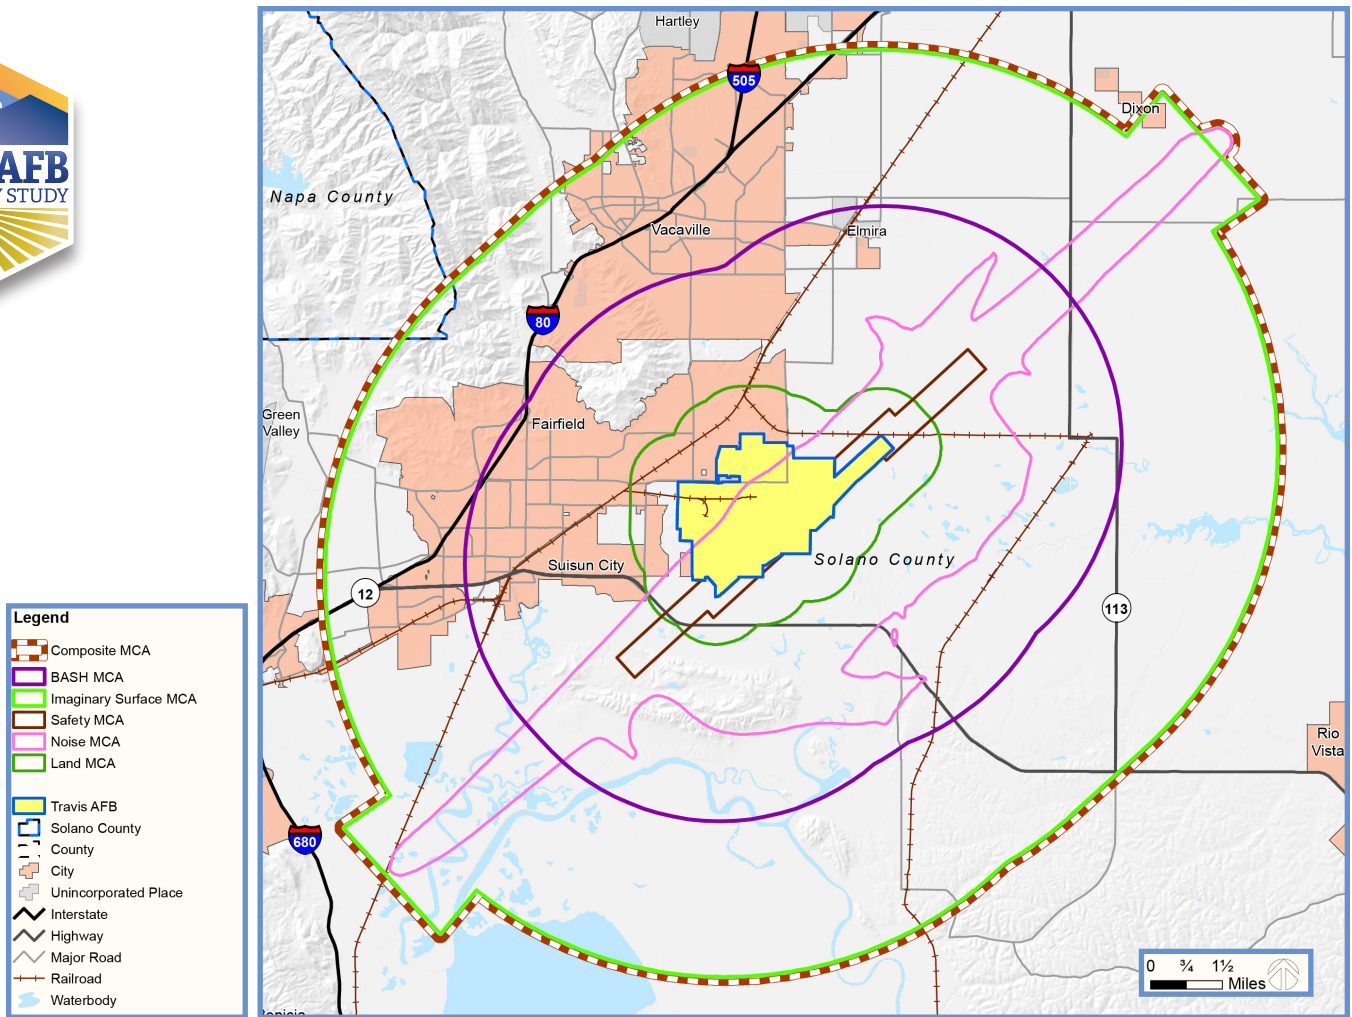 AFB
Y STUDY
Hartley
505
Dixon
Napa County
Vacaville
Elmira
80
Green
Valley
Fairfield
Suisun City
Solano County
12
113
Rio
Vista
680
Legend
Composite MCA
BASH MCA
Imaginary Surface MCA
Safety MCA
Noise MCA
Land MCA
Travis AFB
Solano County
County
City
Unincorporated Place
Interstate
Highway
Major Road
Railroad
Waterbody
0 ¾ 1½
Miles